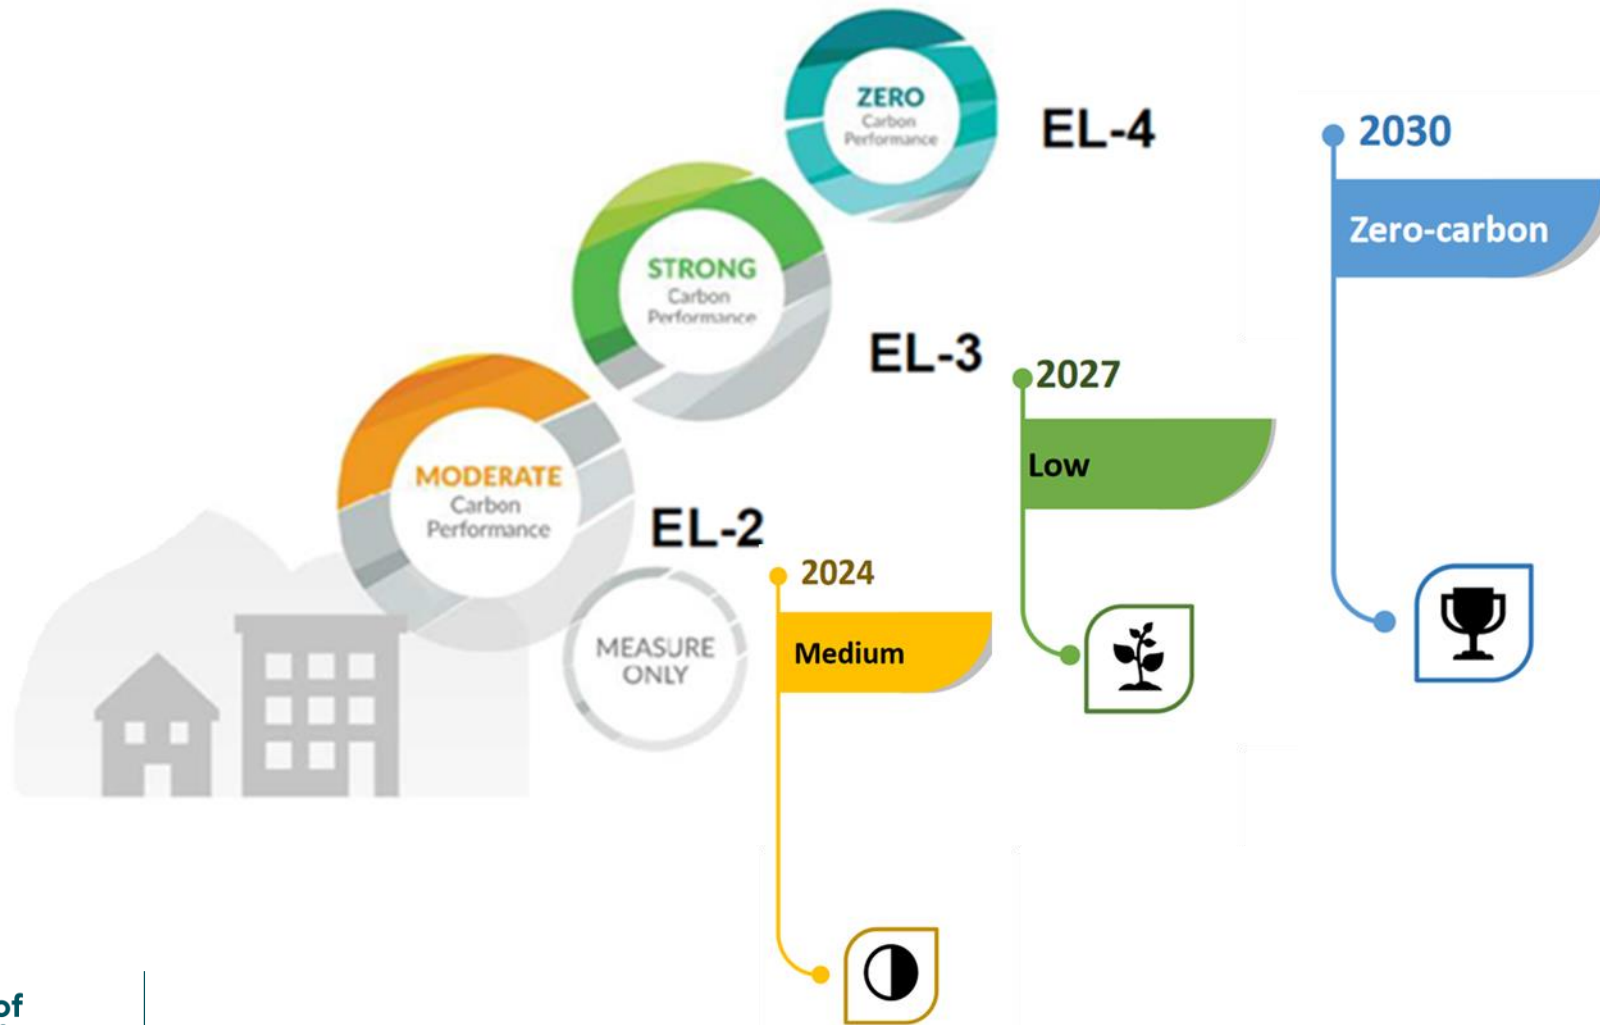 ZERO
Carbon
Performance
EL-4
2030
Zero-carbon
STRONG
Carbon
Performance
EL-3
2027
Low
MODERATE
Carbon
Performance
EL-2
2024
Medium
MEASURE
ONLY
of